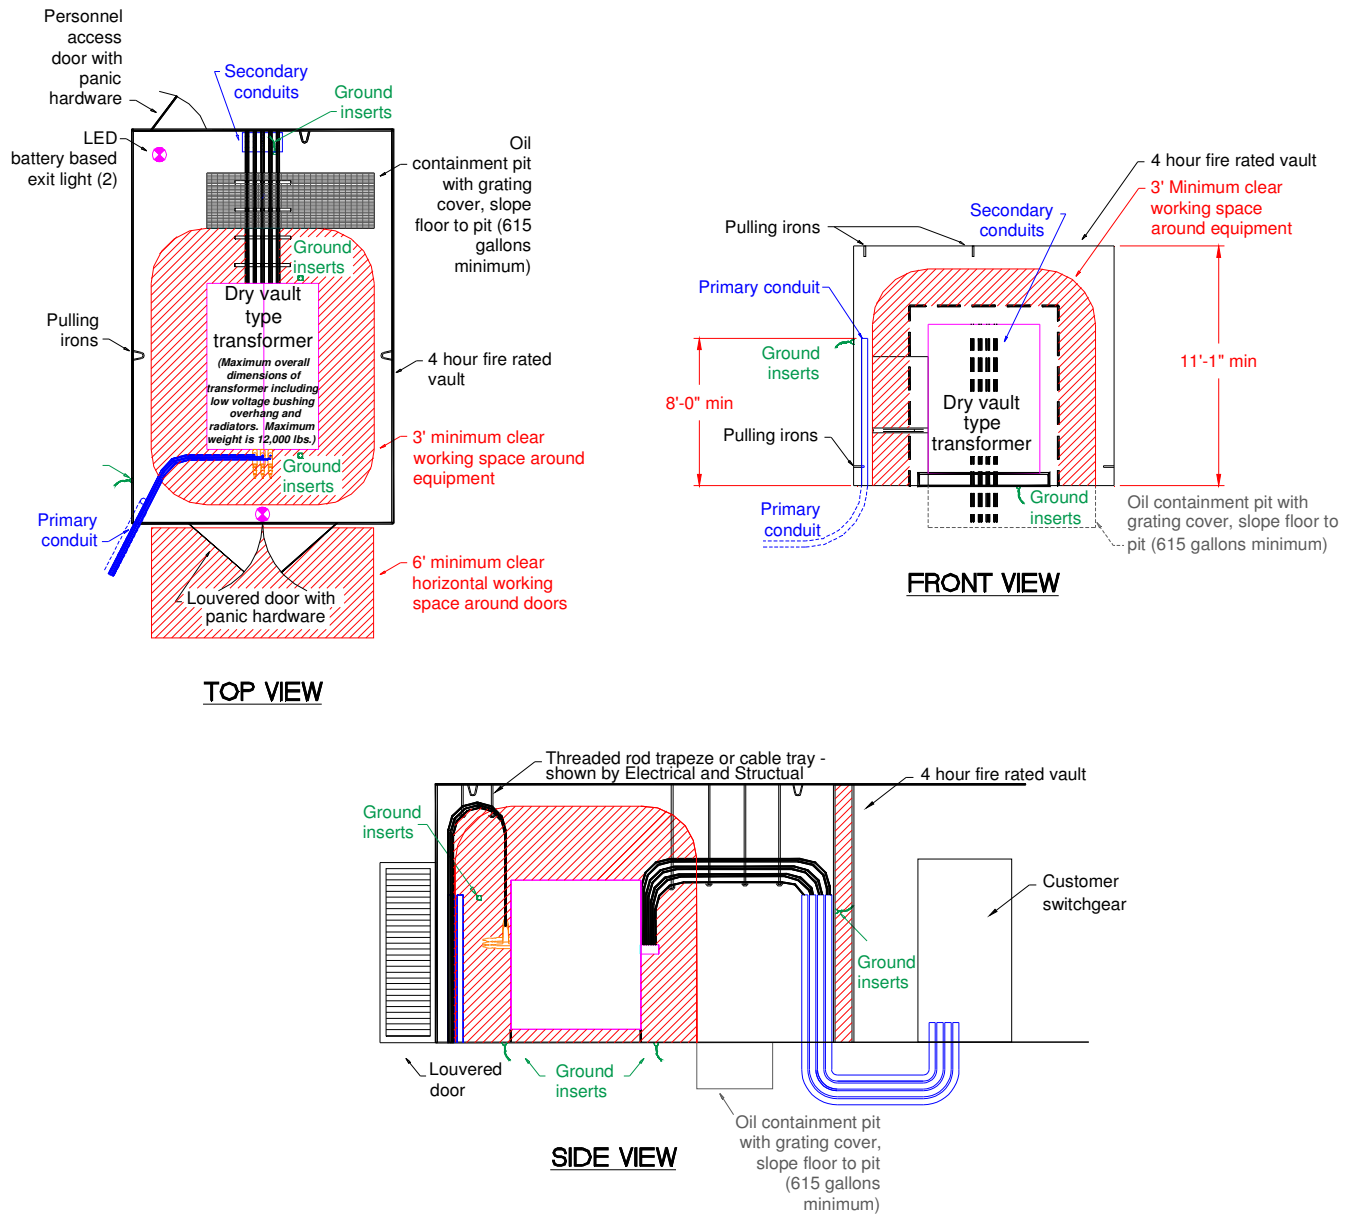 Personnel
access
door with
panic
hardware
Secondary
conduits
Ground
inserts
LED
battery based
exit light (2)
Oil
containment pit
with grating
cover, slope
floor to pit (615
gallons
minimum)
Ground
inserts
Dry vault
type
transformer
(Maximum overall
dimensions of
transformer including
low voltage bushing
overhang and
radiators.  Maximum
weight is 12,000 lbs.)
Pulling
irons
4 hour fire rated
vault
3' minimum clear
working space around
equipment
Ground
inserts
Primary
conduit
6' minimum clear
horizontal working
space around doors
Louvered door with
panic hardware
TOP VIEW
4 hour fire rated vault
3' Minimum clear
working space
around equipment
Secondary
conduits
Pulling irons
Primary conduit
Ground
inserts
11'-1" min
8'-0" min
Dry vault
type
transformer
Pulling irons
Ground
inserts
Primary
conduit
Oil containment pit with
grating cover, slope floor to
pit (615 gallons minimum)
FRONT VIEW
Threaded rod trapeze or cable tray -
shown by Electrical and Structual
4 hour fire rated vault
Ground
inserts
Customer
switchgear
Ground
inserts
Louvered
door
Ground
inserts
Oil containment pit
with grating cover,
slope floor to pit
(615 gallons
minimum)
SIDE VIEW